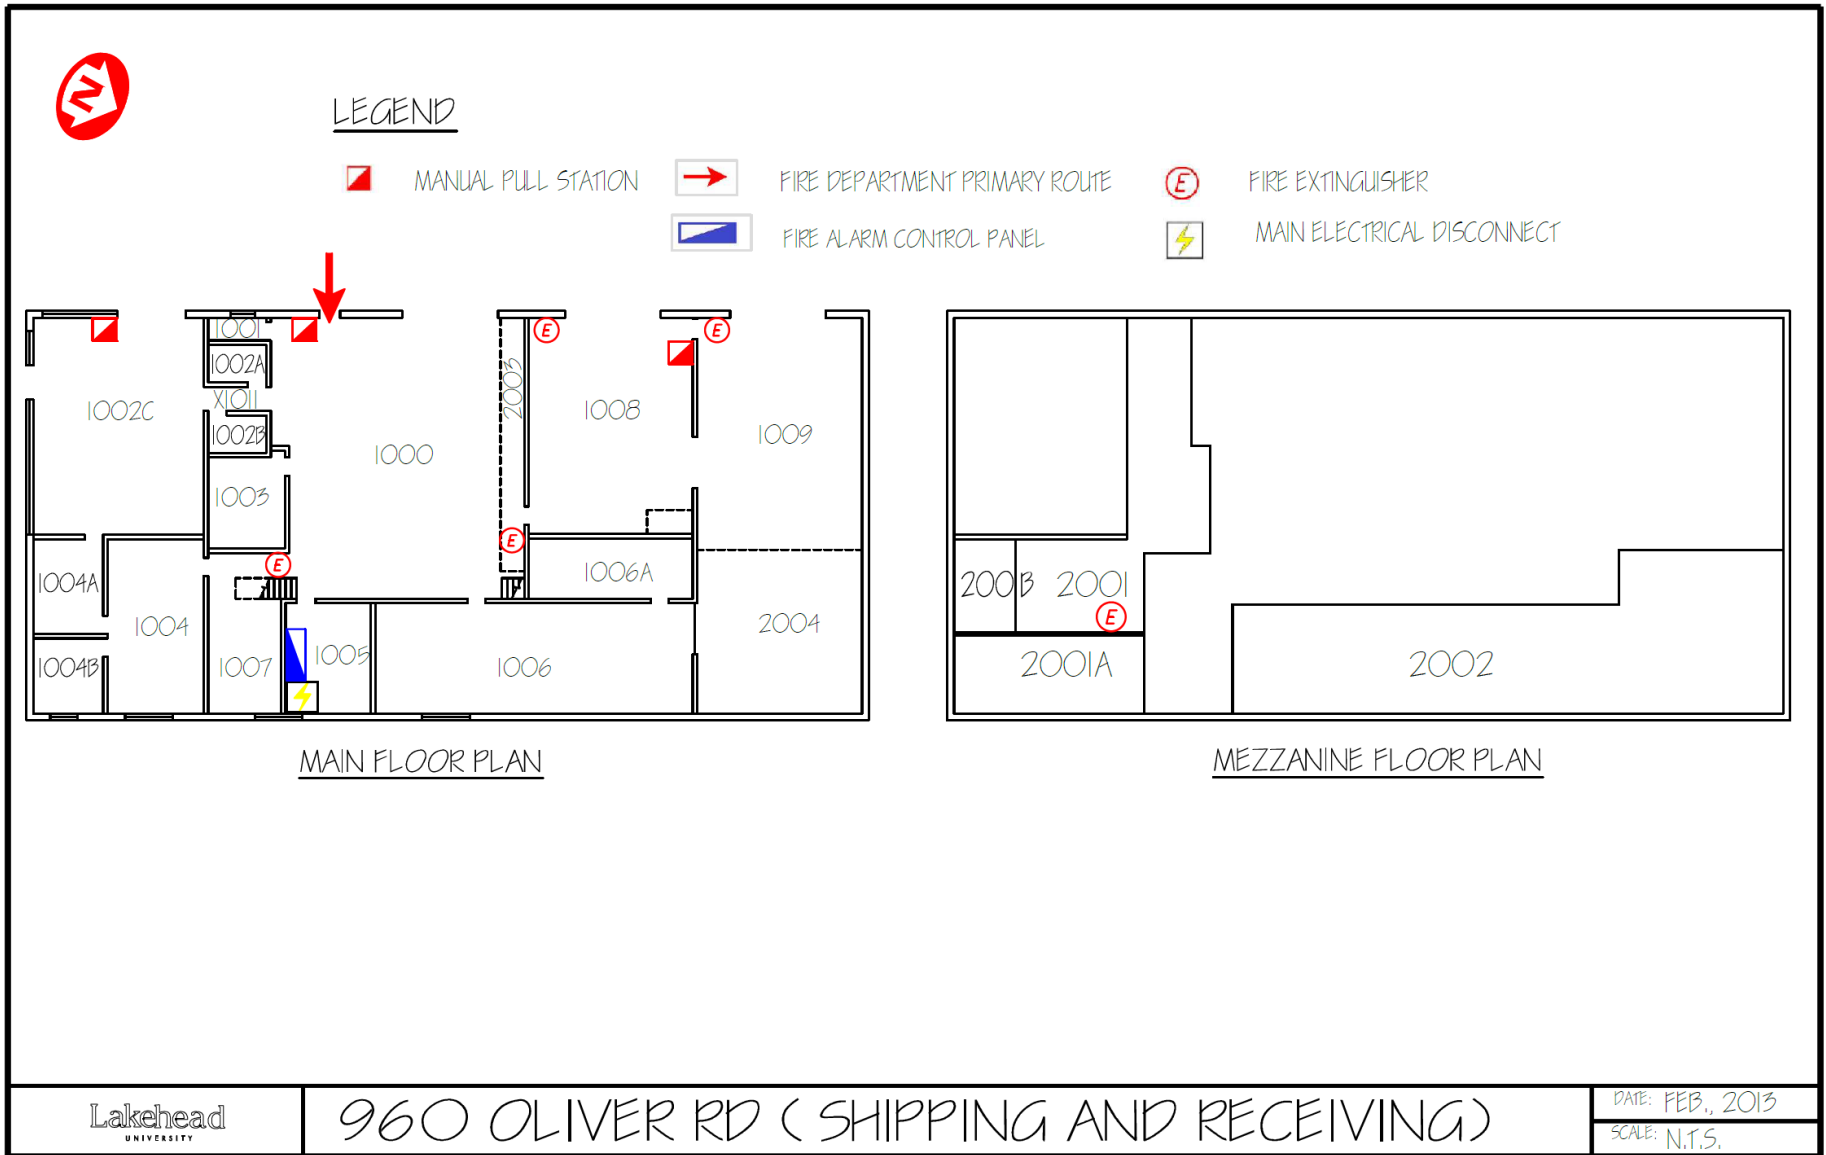 N
LEGEND
MANUAL PULL STATION
FIRE DEPARTMENT PRIMARY ROUTE
E FIRE EXTINGUISHER
FIRE ALARM CONTROL PANEL
MAIN ELECTRICAL DISCONNECT
1001
E
E
1002A
2003
X1011
1002C
1008
1002B
1009
1000
1003
E
E
1004A
1006A
200B
2001
E
1004
2004
1004B
1007
1005
1006
2001A
2002
MAIN FLOOR PLAN
MEZZANINE FLOOR PLAN
Lakehead
UNIVERSITY
960 OLIVER RD (SHIPPING AND RECEIVING)
DATE: FEB., 2013
SCALE: N.T.S.